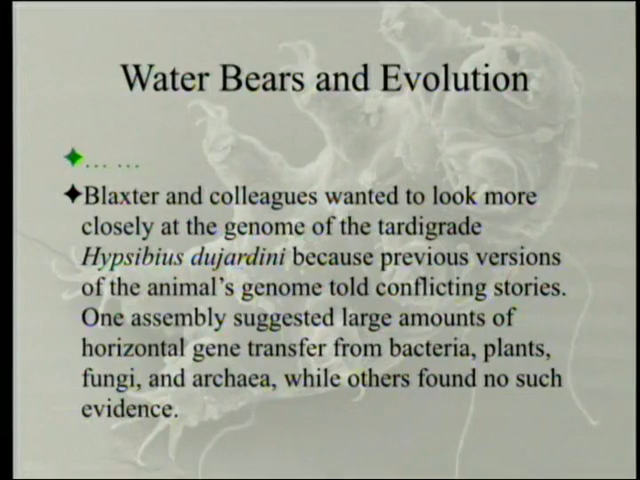 Water Bears and Evolution
… …
Blaxter and colleagues wanted to look more
closely at the genome of the tardigrade
Hypsibius dujardini because previous versions
of the animal's genome told conflicting stories.
One assembly suggested large amounts of
horizontal gene transfer from bacteria, plants,
fungi, and archaea, while others found no such
evidence.